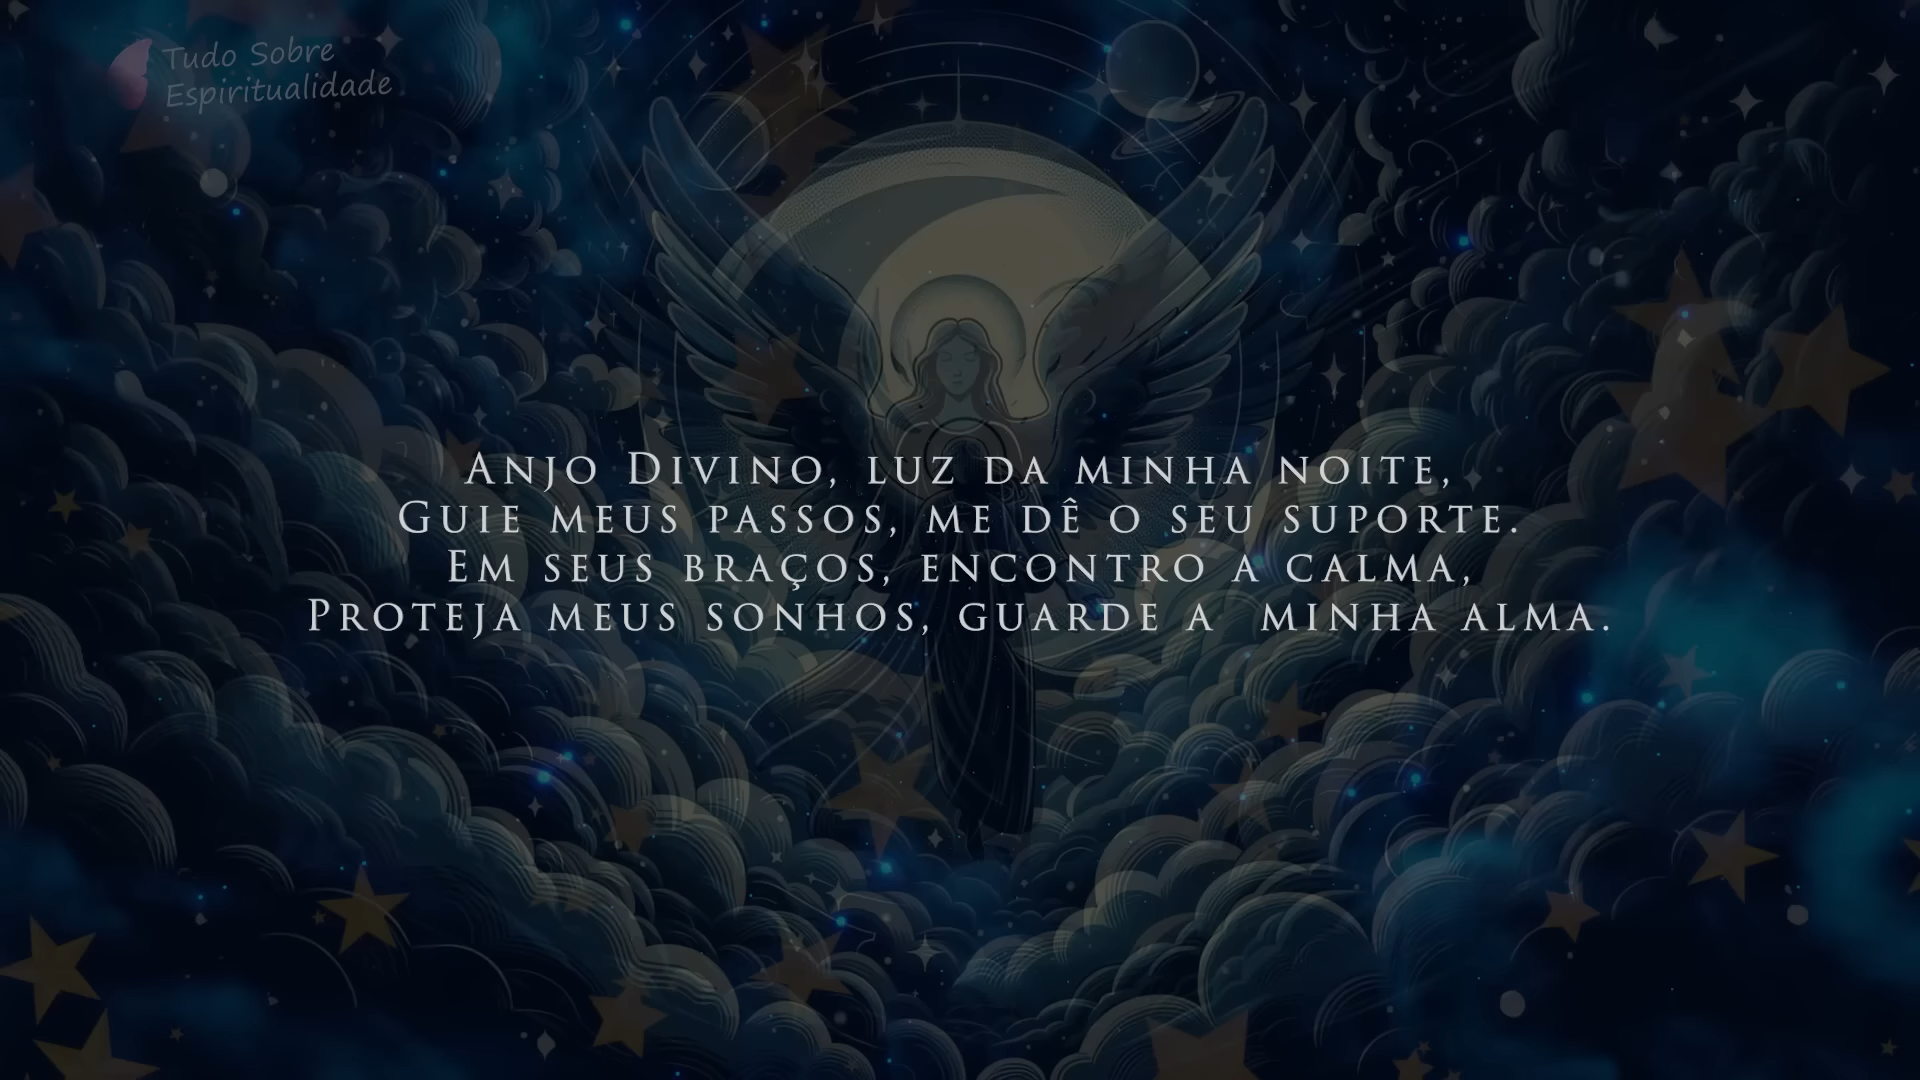 Tudo Sobre
Espiritualidade
Anjo Divino, luz da minha noite,
Guie meus passos, me dê o seu suporte.
Em seus braços, encontro a calma,
Proteja meus sonhos, guarde a minha alma.